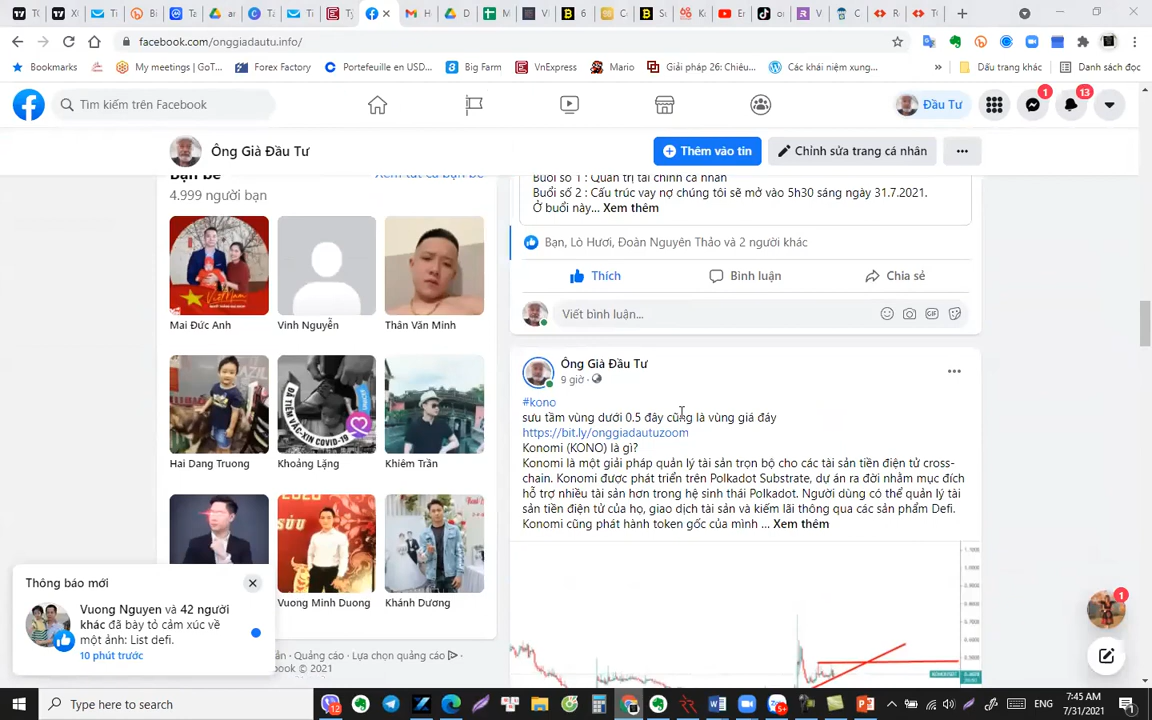 facebook.com/onggiadautu.info/
Bookmarks
My meetings | GoT...
Forex Factory
Portefeuille en USD...
Big Farm
VnExpress
Mario
Giải pháp 26: Chiêu...
Các khái niệm xung...
»
Dấu trang khác
Danh sách đọc
Tìm kiếm trên Facebook
Đầu Tư
1
13
Ông Già Đầu Tư
Thêm vào tin
Chỉnh sửa trang cá nhân
Bạn bè
Xem tất cả bạn bè
4.999 người bạn
Mai Đức Anh
Vinh Nguyễn
Thân Văn Minh
Hai Dang Truong
Khoảng Lặng
Khiêm Trần
Vuong Minh Duong
Khánh Dương
Thông báo mới
Vuong Nguyen và 42 người
khác đã bày tỏ cảm xúc về
một ảnh: List defi.
10 phút trước
Quảng cáo · Lựa chọn quảng cáo
© 2021
Buổi số 1 : Quản trị tài chính cá nhân
Buổi số 2 : Cấu trúc vay nợ chúng tôi sẽ mở vào 5h30 sáng ngày 31.7.2021.
Ở buổi này... Xem thêm
Bạn, Lò Hươi, Đoàn Nguyên Thảo và 2 người khác
Thích
Bình luận
Chia sẻ
Viết bình luận...
Ông Già Đầu Tư
9 giờ ·
#kono
sưu tầm vùng dưới 0.5 đây cũng là vùng giá đáy
https://bit.ly/onggiadautuzoom
Konomi (KONO) là gì?
Konomi là một giải pháp quản lý tài sản trọn bộ cho các tài sản tiền điện tử cross-
chain. Konomi được phát triển trên Polkadot Substrate, dự án ra đời nhằm mục đích
hỗ trợ nhiều tài sản hơn trong hệ sinh thái Polkadot. Người dùng có thể quản lý tài
sản tiền điện tử của họ, giao dịch tài sản và kiếm lãi thông qua các sản phẩm Defi.
Konomi cũng phát hành token gốc của mình ... Xem thêm
1
Type here to search
12
ENG
7:45 AM
7/31/2021